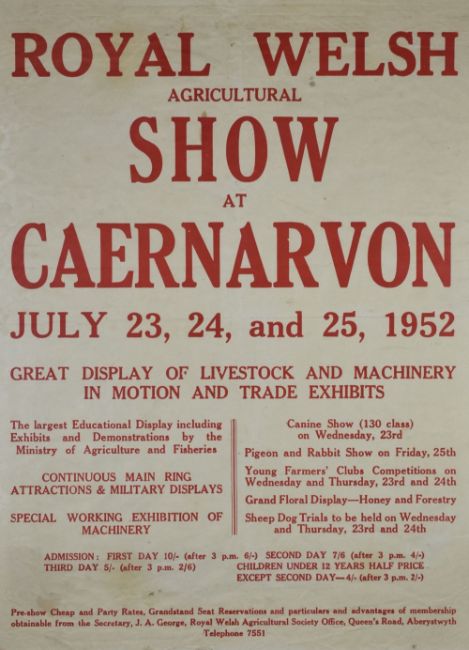 ROYAL WELSH
AGRICULTURAL
SHOW
AT
CAERNARVON
JULY 23, 24, and 25, 1952
GREAT DISPLAY OF LIVESTOCK AND MACHINERY
IN MOTION AND TRADE EXHIBITS
The largest Educational Display including
Exhibits and Demonstrations by the
Ministry of Agriculture and Fisheries
CONTINUOUS MAIN RING
ATTRACTIONS & MILITARY DISPLAYS
SPECIAL WORKING EXHIBITION OF
MACHINERY
Canine Show (130 class)
on Wednesday, 23rd
Pigeon and Rabbit Show on Friday, 25th
Young Farmers' Clubs Competitions on
Wednesday and Thursday, 23rd and 24th
Grand Floral Display—Honey and Forestry
Sheep Dog Trials to be held on Wednesday
and Thursday, 23rd and 24th
ADMISSION: FIRST DAY 10/- (after 3 p.m. 6/-) SECOND DAY 7/6 (after 3 p.m. 4/-)
THIRD DAY 5/- (after 3 p.m. 2/6) CHILDREN UNDER 12 YEARS HALF PRICE
EXCEPT SECOND DAY—4/- (after 3 p.m. 2/-)
Pre-show Cheap and Party Rates, Grandstand Seat Reservations and particulars and advantages of membership
obtainable from the Secretary, J. A. George, Royal Welsh Agricultural Society Office, Queen's Road, Aberystwyth
Telephone 7551